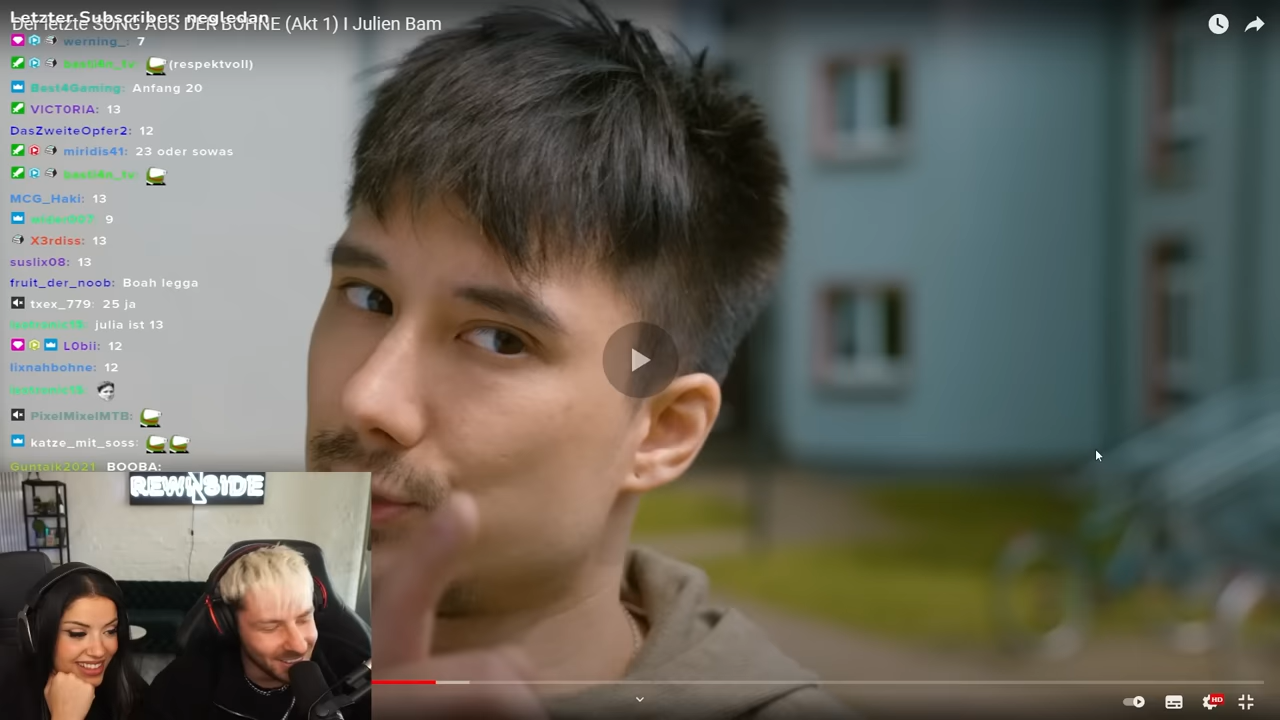 Letzter Subscriber: negledan
Der letzte SONG AUS DER BOHNE (Akt 1) I Julien Bam
werning_: 7
(respektvoll)
Best4Gaming: Anfang 20
VICT0RIA: 13
DasZweiteOpfer2: 12
miridis41: 23 oder sowas
MCG_Haki: 13
9
X3rdiss: 13
suslix08: 13
fruit_der_noob: Boah legga
txex_779: 25 ja
julia ist 13
L0bii: 12
lixnahbohne: 12
PixelMixelMTB:
katze_mit_soss:
Guntalk2021 BOOBA:
REWINSIDE
HD